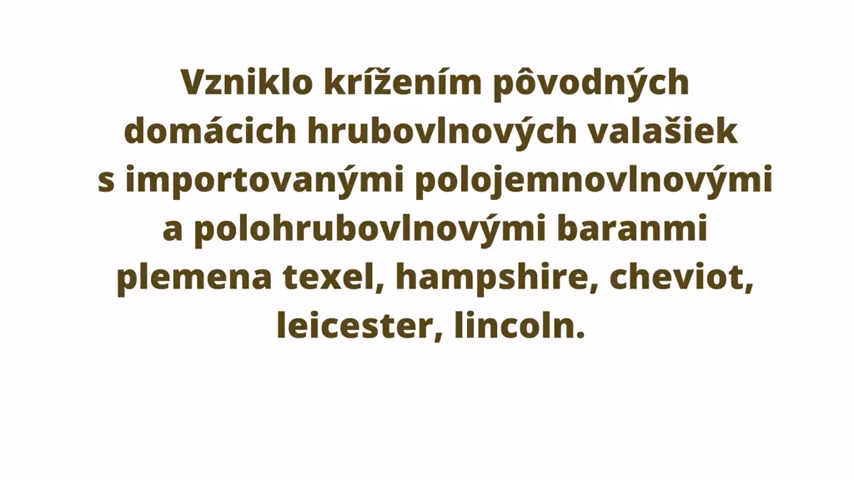 Vzniklo krížením pôvodných
domácich hrubovlnových valašiek
s importovanými polojemnovlnovými
a polohrubovlnovými baranmi
plemena texel, hampshire, cheviot,
leicester, lincoln.